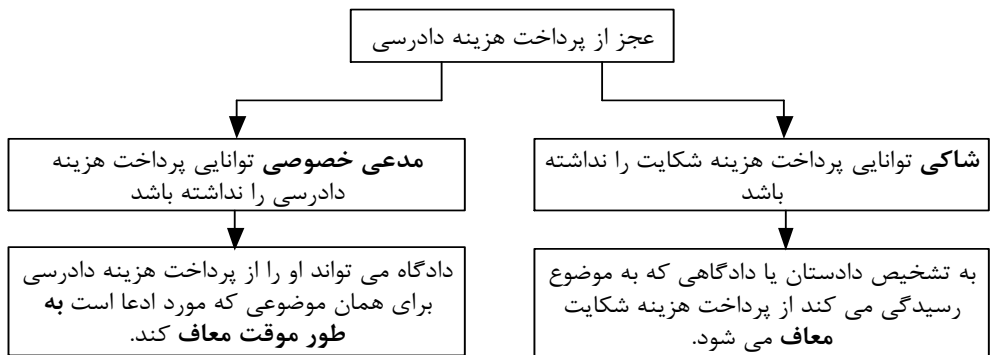 عجز از پرداخت هزینه دادرسی
شاکی توانایی پرداخت هزینه شکایت را نداشته
باشد
مدعی خصوصی توانایی پرداخت هزینه
دادرسی را نداشته باشد
به تشخیص دادستان یا دادگاهی که به موضوع
رسیدگی می کند از پرداخت هزینه شکایت
معاف می شود.
دادگاه می تواند او را از پرداخت هزینه دادرسی
برای همان موضوعی که مورد ادعا است به
طور موقت معاف کند.